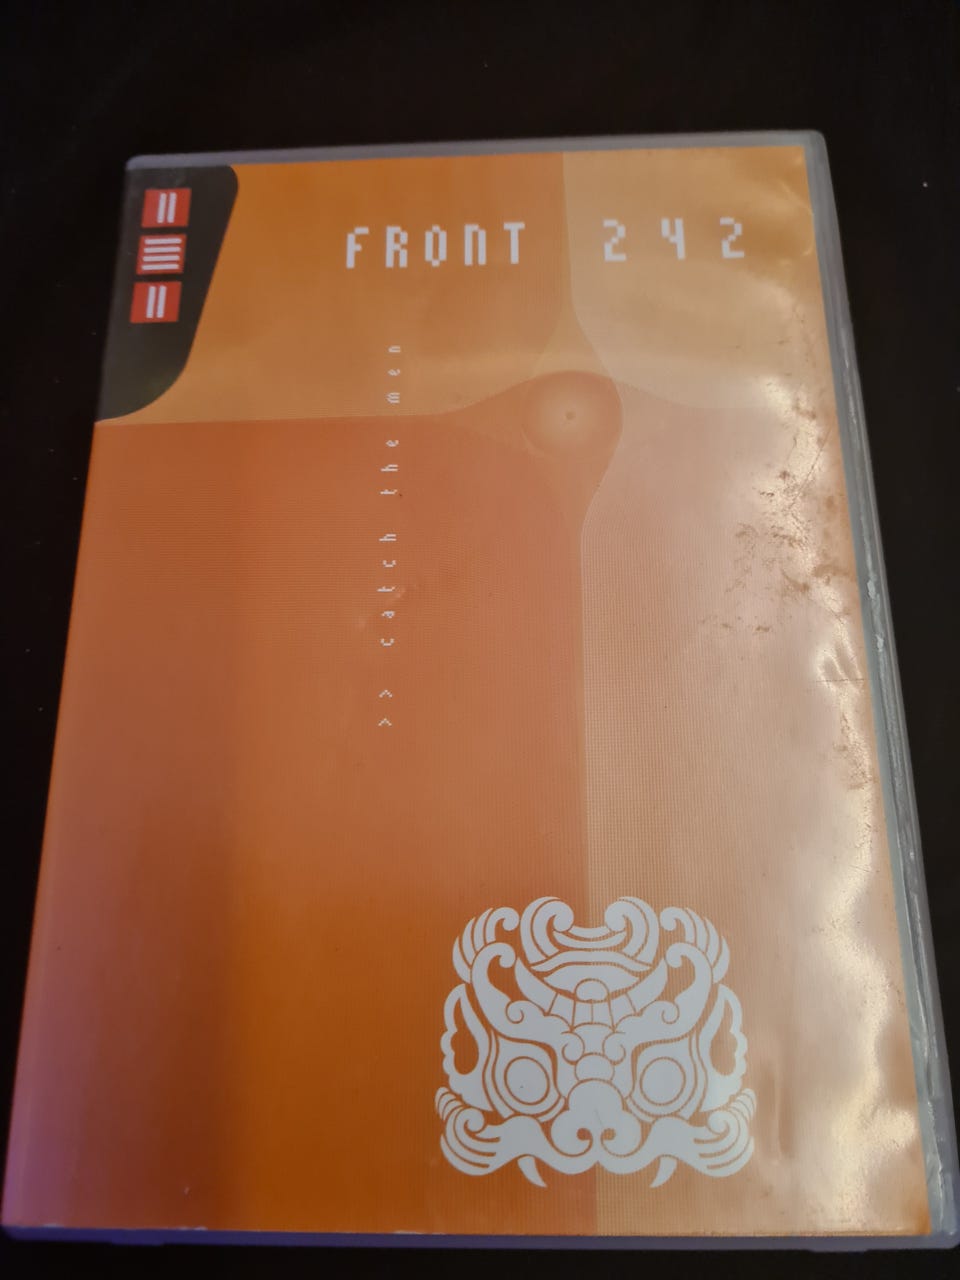 FRONT 242
>> catch the men